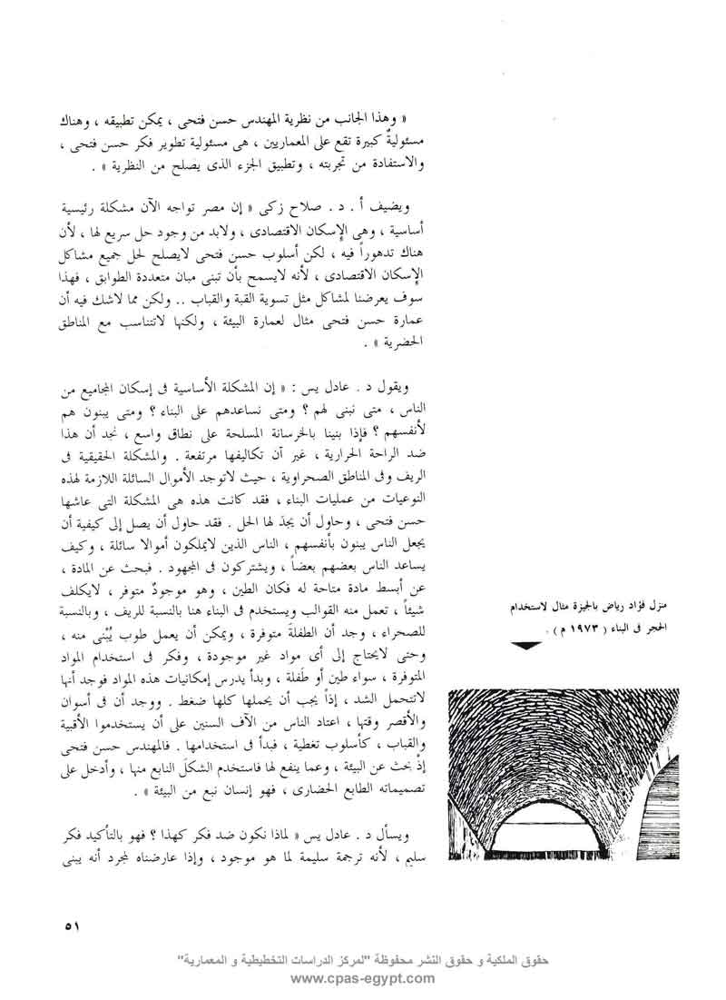 « وهذا الجانب من نظرية المهندس حسن فتحى ، يمكن تطبيقه ، وهناك
مسئوليةٌ كبيرة تقع على المعماريين ، هى مسئولية تطوير فكر حسن فتحى ،
والاستفادة من تجربته ، وتطبيق الجزء الذى يصلح من النظرية » .
ويضيف أ . د . صلاح زكى « إن مصر تواجه الآن مشكلة رئيسية
أساسية ، وهى الإسكان الاقتصادى ، ولابد من وجود حل سريع لها ، لأن
هناك تدهوراً فيه ، لكن أسلوب حسن فتحى لايصلح لحل جميع مشاكل
الإسكان الاقتصادى ، لأنه لايسمح بأن تبنى مبان متعددة الطوابق ، فهذا
سوف يعرضنا لمشاكل مثل تسوية القبة والقباب .. ولكن مما لاشك فيه أن
عمارة حسن فتحى مثال لعمارة البيئة ، ولكنها لاتتناسب مع المناطق
الحضرية » .
ويقول د . عادل يس : « إن المشكلة الأساسية فى إسكان المجاميع من
الناس ، متى نبنى لهم ؟ ومتى نساعدهم على البناء ؟ ومتى يبنون هم
لأنفسهم ؟ فإذا بنينا بالخرسانة المسلحة على نطاق واسع ، نجد أن هذا
ضد الراحة الحرارية ، غير آن تكاليفها مرتفعة . والمشكلة الحقيقية فى
الريف وفى المناطق الصحراوية ، حيث لاتوجد الأموال السائلة اللازمة لهذه
النوعيات من عمليات البناء ، فقد كانت هذه هى المشكلة التى عاشها
حسن فتحى ، وحاول أن يجدَ لها الحل . فقد حاول أن يصل إلى كيفية أن
يجعل الناس يبنون بأنفسهم ، الناس الذين لايملكون أموالا سائلة ، وكيف
يساعد الناس بعضهم بعضاً ، ويشتركون فى المجهود . فبحث عن المادة ،
عن أبسط مادة متاحة له فكان الطين ، وهو موجودٌ متوفر ، لايكلف
شيئاً ، تعمل منه القوالب ويستخدم فى البناء هنا بالنسبة للريف ، وبالنسبة
للصحراء ، وجد أن الطفلةَ متوفرة ، ويمكن أن يعمل طوب يُبْنى منه ،
وحتى لايحتاج إلى أى مواد غير موجودة ، وفكر فى استخدام المواد
المتوفرة ، سواء طين أو طَفلة ، وبدأ يدرس إمكانيات هذه المواد فوجد أنها
لاتتحمل الشد ، إذاً يجب أن يحملها كلها ضغط . ووجد أن فى أسوان
والأقصر وقتها ، اعتاد الناس من الآف السنين على أن يستخدموا الأقبية
والقباب ، كأسلوب تغطية ، فبدأ فى استخدامها . فالمهندس حسن فتحى
إذْ بحث عن البيئة ، وعما ينفع لها فاستخدم الشكلَ النابع منها ، وأدخل على
تصميماته الطابع الحضارى ، فهو إنسان نبع من البيئة » .
ويسأل د . عادل يس « لماذا نكون ضد فكر كهذا ؟ فهو بالتأكيد فكر
سليم ، لأنه ترجمة سليمة لما هو موجود ، وإذا عارضناه لمجرد أنه يبنى
منزل فؤاد رياض بالجيزة مثال لاستخدام
الحجر فى البناء ( ١٩٧٣ م ) .
٥١
حقوق الملكية و حقوق النشر محفوظة "لمركز الدراسات التخطيطية و المعمارية"
www.cpas-egypt.com